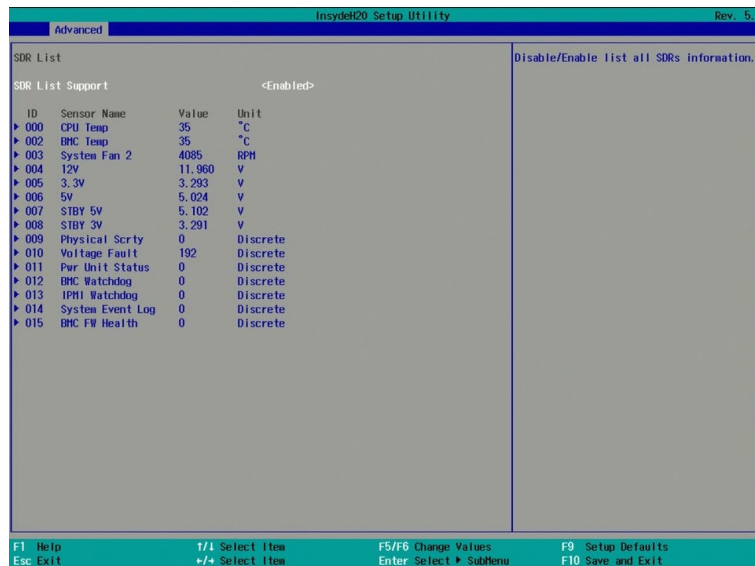 InsydeH20 Setup Utility Rev. 5.
Advanced
SDR List
Disable/Enable list all SDRs information.
SDR List Support <Enabled>
ID Sensor Name Value Unit
▶ 000 CPU Temp 35 °C
▶ 002 BMC Temp 35 °C
▶ 003 System Fan 2 4085 RPM
▶ 004 12V 11.960 V
▶ 005 3.3V 3.293 V
▶ 006 5V 5.024 V
▶ 007 STBY 5V 5.102 V
▶ 008 STBY 3V 3.291 V
▶ 009 Physical Scrty 0 Discrete
▶ 010 Voltage Fault 192 Discrete
▶ 011 Pwr Unit Status 0 Discrete
▶ 012 BMC Watchdog 0 Discrete
▶ 013 IPMI Watchdog 0 Discrete
▶ 014 System Event Log 0 Discrete
▶ 015 BMC FW Health 0 Discrete
F1 Help ↑/↓ Select Item F5/F6 Change Values F9 Setup Defaults
Esc Exit ←/→ Select Item Enter Select ▶ SubMenu F10 Save and Exit